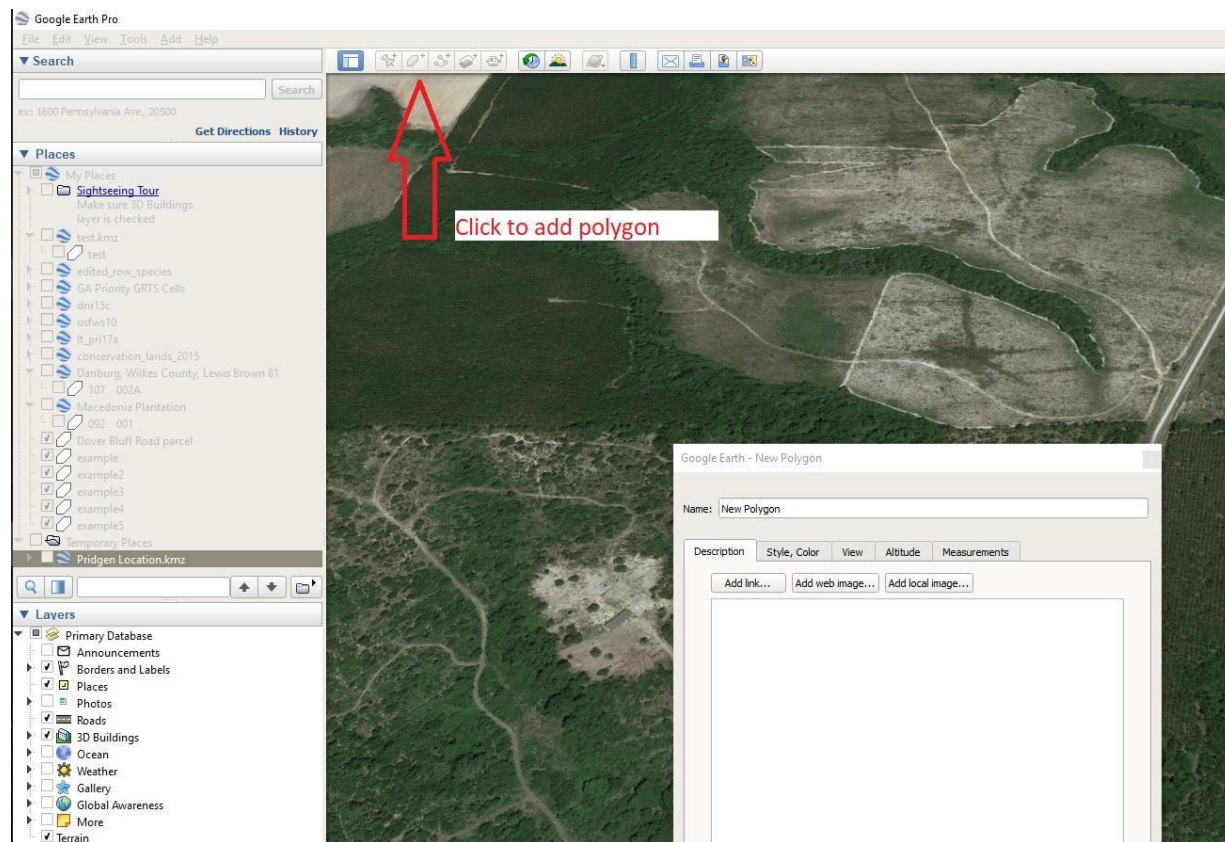 Google Earth Pro
File Edit View Tools Add Help
Search
Search
ex: 1600 Pennsylvania Ave, 20500
Get Directions History
Places
My Places
Sightseeing Tour
Make sure 3D Buildings
layer is checked
test.kmz
test
edited_row_species
GA Priority GRTS Cells
dnr15c
usfws10
lt_pri17a
conservation_lands_2015
Danburg, Wilkes County, Lewis Brown 81
107 002A
Macedonia Plantation
092 001
Dover Bluff Road parcel
example
example2
example3
example4
example5
Temporary Places
Pridgen Location.kmz
Layers
Primary Database
Announcements
Borders and Labels
Places
Photos
Roads
3D Buildings
Ocean
Weather
Gallery
Global Awareness
More
Terrain
Click to add polygon
Google Earth - New Polygon
Name: New Polygon
Description Style, Color View Altitude Measurements
Add link... Add web image... Add local image...